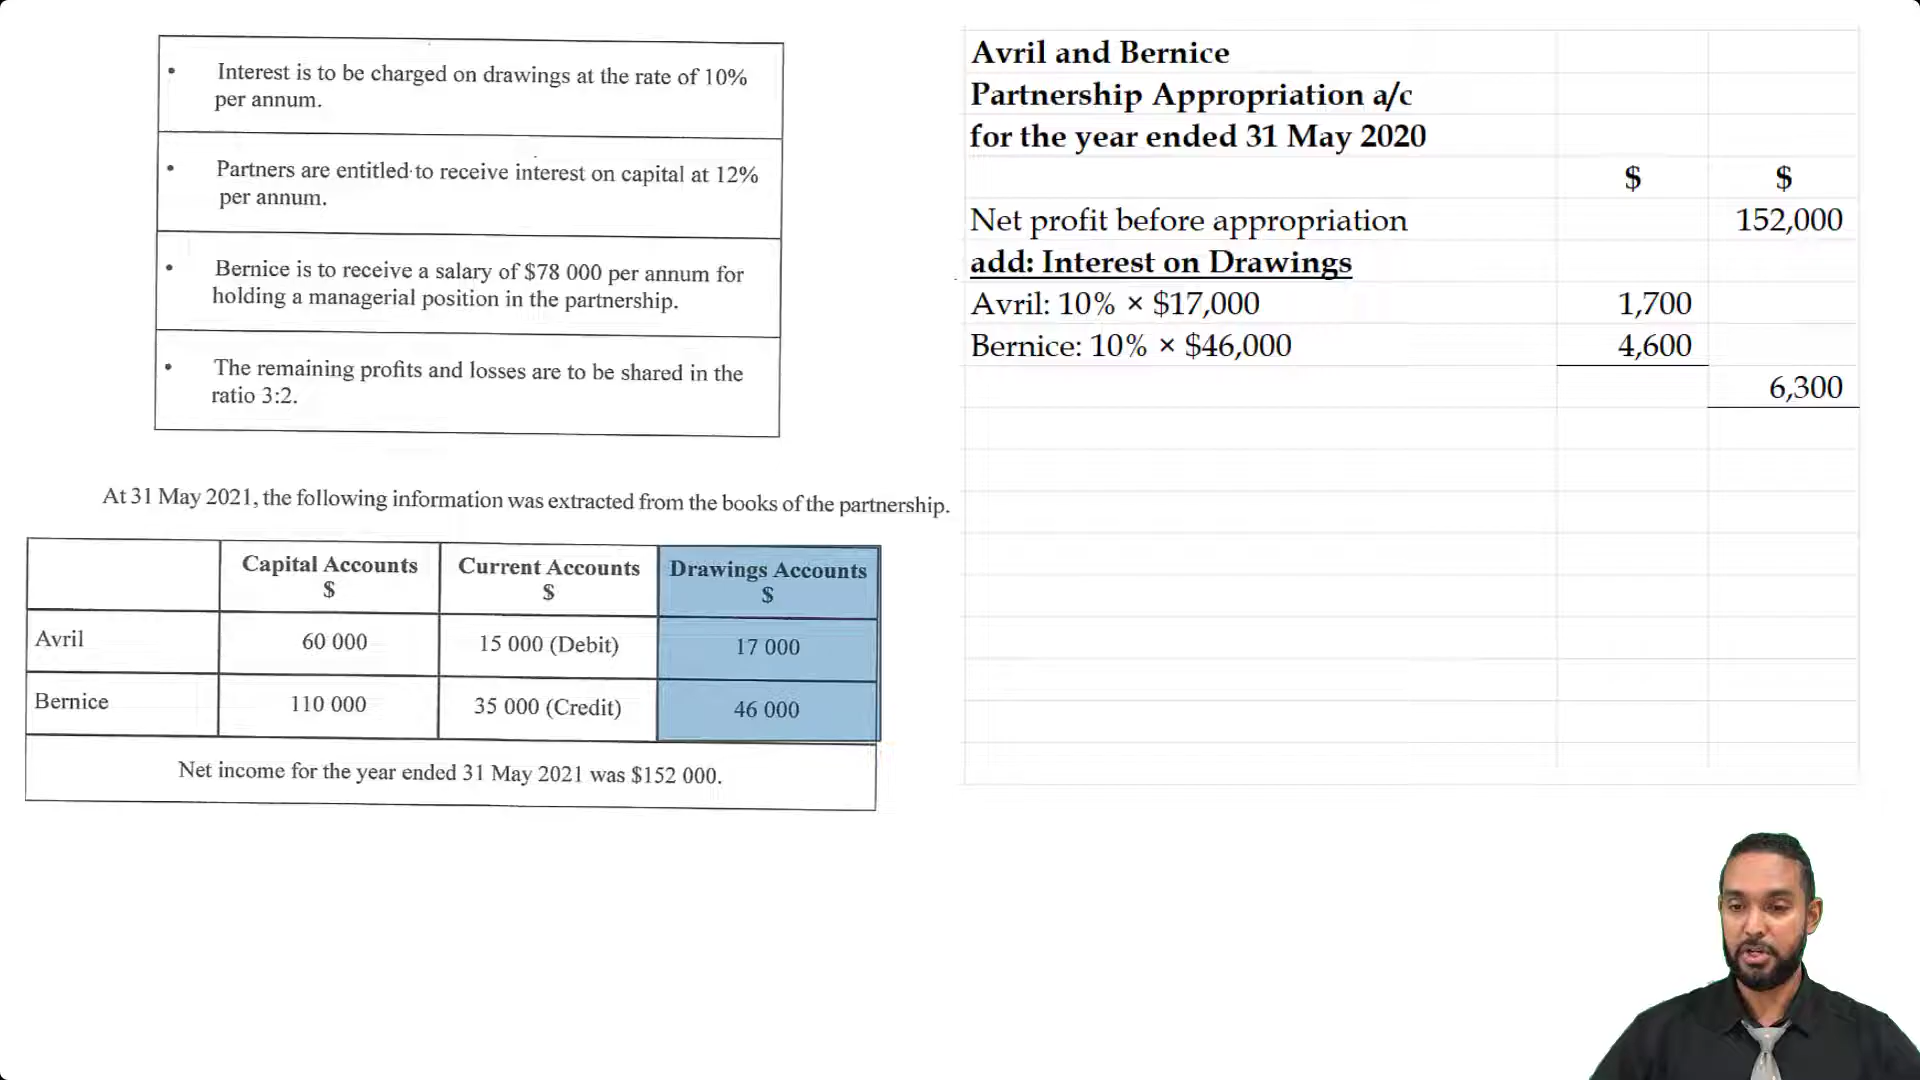 • Interest is to be charged on drawings at the rate of 10%
per annum.
• Partners are entitled to receive interest on capital at 12%
per annum.
• Bernice is to receive a salary of $78 000 per annum for
holding a managerial position in the partnership.
• The remaining profits and losses are to be shared in the
ratio 3:2.
At 31 May 2021, the following information was extracted from the books of the partnership.
Capital Accounts Current Accounts Drawings Accounts
$ $ $
Avril 60 000 15 000 (Debit) 17 000
Bernice 110 000 35 000 (Credit) 46 000
Net income for the year ended 31 May 2021 was $152 000.
Avril and Bernice
Partnership Appropriation a/c
for the year ended 31 May 2020
$ $
Net profit before appropriation 152,000
add: Interest on Drawings
Avril: 10% × $17,000 1,700
Bernice: 10% × $46,000 4,600
6,300